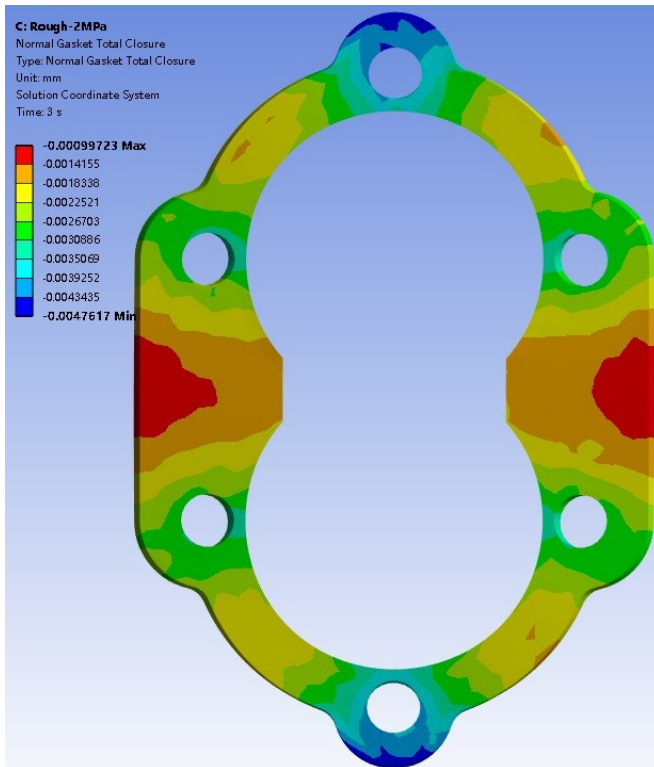 C: Rough-2MPa
Normal Gasket Total Closure
Type: Normal Gasket Total Closure
Unit: mm
Solution Coordinate System
Time: 3 s
-0.00099723 Max
-0.0014155
-0.0018338
-0.0022521
-0.0026703
-0.0030886
-0.0035069
-0.0039252
-0.0043435
-0.0047617 Min